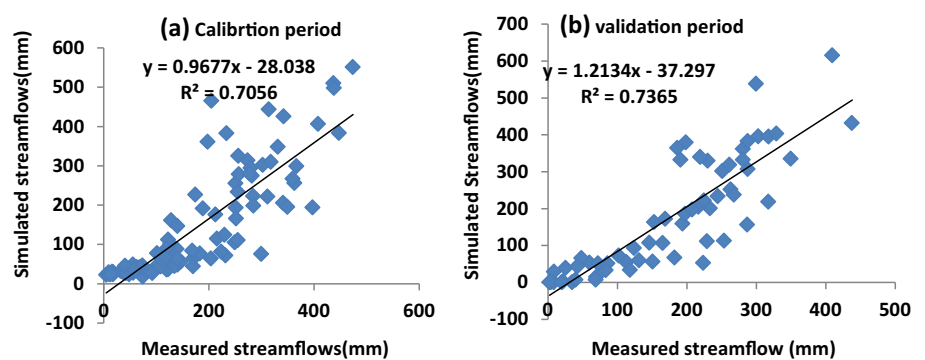 (a) Calibrtion period
y = 0.9677x - 28.038
R² = 0.7056
Simulated streamflows(mm)
600
500
400
300
200
100
0
-100
0 200 400 600
Measured streamflows(mm)
(b) validation period
y = 1.2134x - 37.297
R² = 0.7365
Simulated Streamflows(mm)
700
600
500
400
300
200
100
0
-100
0 100 200 300 400 500
Measured streamflow (mm)